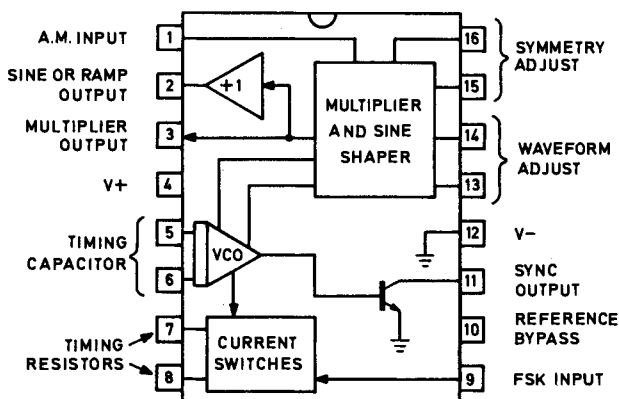 A.M. INPUT
1
SINE OR RAMP
OUTPUT
2
MULTIPLIER
OUTPUT
3
V+
4
TIMING
CAPACITOR
5
6
TIMING
RESISTORS
7
8
+1
MULTIPLIER
AND SINE
SHAPER
VCO
CURRENT
SWITCHES
16
15
SYMMETRY
ADJUST
14
13
WAVEFORM
ADJUST
12
V-
11
SYNC
OUTPUT
10
REFERENCE
BYPASS
9
FSK INPUT